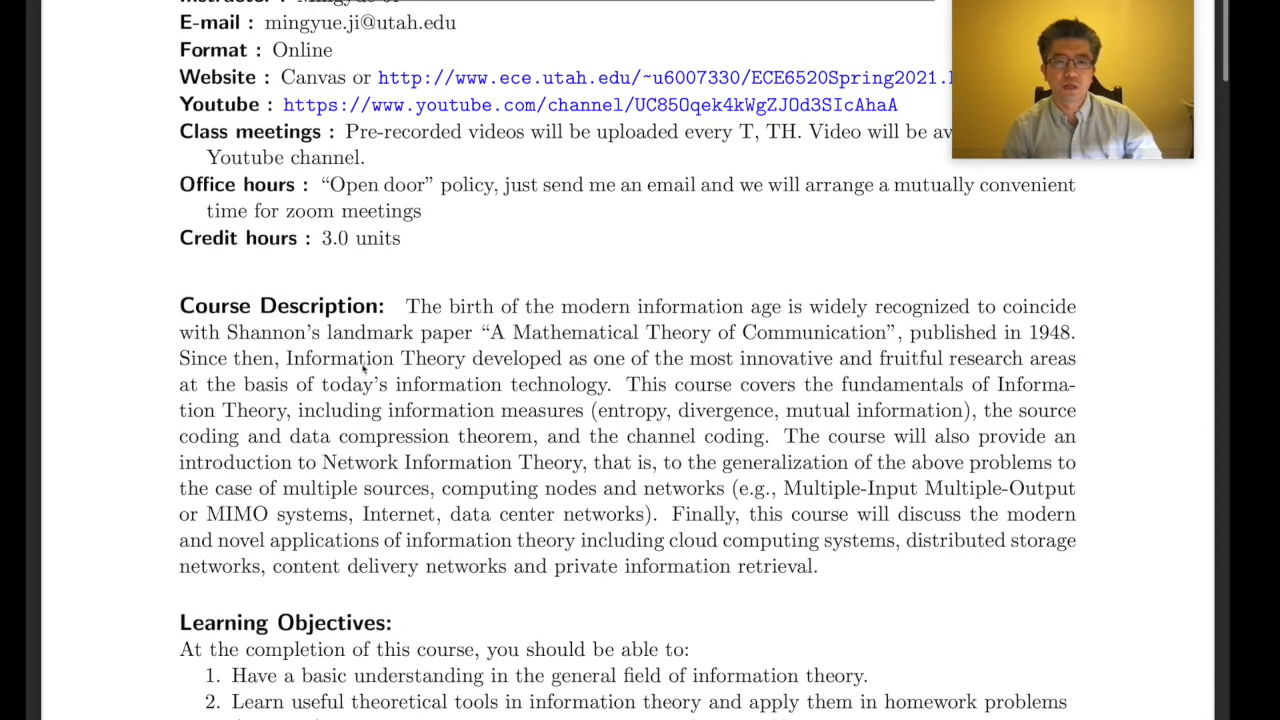 E-mail : mingyue.ji@utah.edu
Format : Online
Website : Canvas or http://www.ece.utah.edu/~u6007330/ECE6520Spring2021.
Youtube : https://www.youtube.com/channel/UC85Oqek4kWgZJOd3SIcAhaA
Class meetings : Pre-recorded videos will be uploaded every T, TH. Video will be
Youtube channel.
Office hours : “Open door” policy, just send me an email and we will arrange a mutually convenient
time for zoom meetings
Credit hours : 3.0 units
Course Description: The birth of the modern information age is widely recognized to coincide
with Shannon’s landmark paper “A Mathematical Theory of Communication”, published in 1948.
Since then, Information Theory developed as one of the most innovative and fruitful research areas
at the basis of today’s information technology. This course covers the fundamentals of Informa-
tion Theory, including information measures (entropy, divergence, mutual information), the source
coding and data compression theorem, and the channel coding. The course will also provide an
introduction to Network Information Theory, that is, to the generalization of the above problems to
the case of multiple sources, computing nodes and networks (e.g., Multiple-Input Multiple-Output
or MIMO systems, Internet, data center networks). Finally, this course will discuss the modern
and novel applications of information theory including cloud computing systems, distributed storage
networks, content delivery networks and private information retrieval.
Learning Objectives:
At the completion of this course, you should be able to:
1. Have a basic understanding in the general field of information theory.
2. Learn useful theoretical tools in information theory and apply them in homework problems